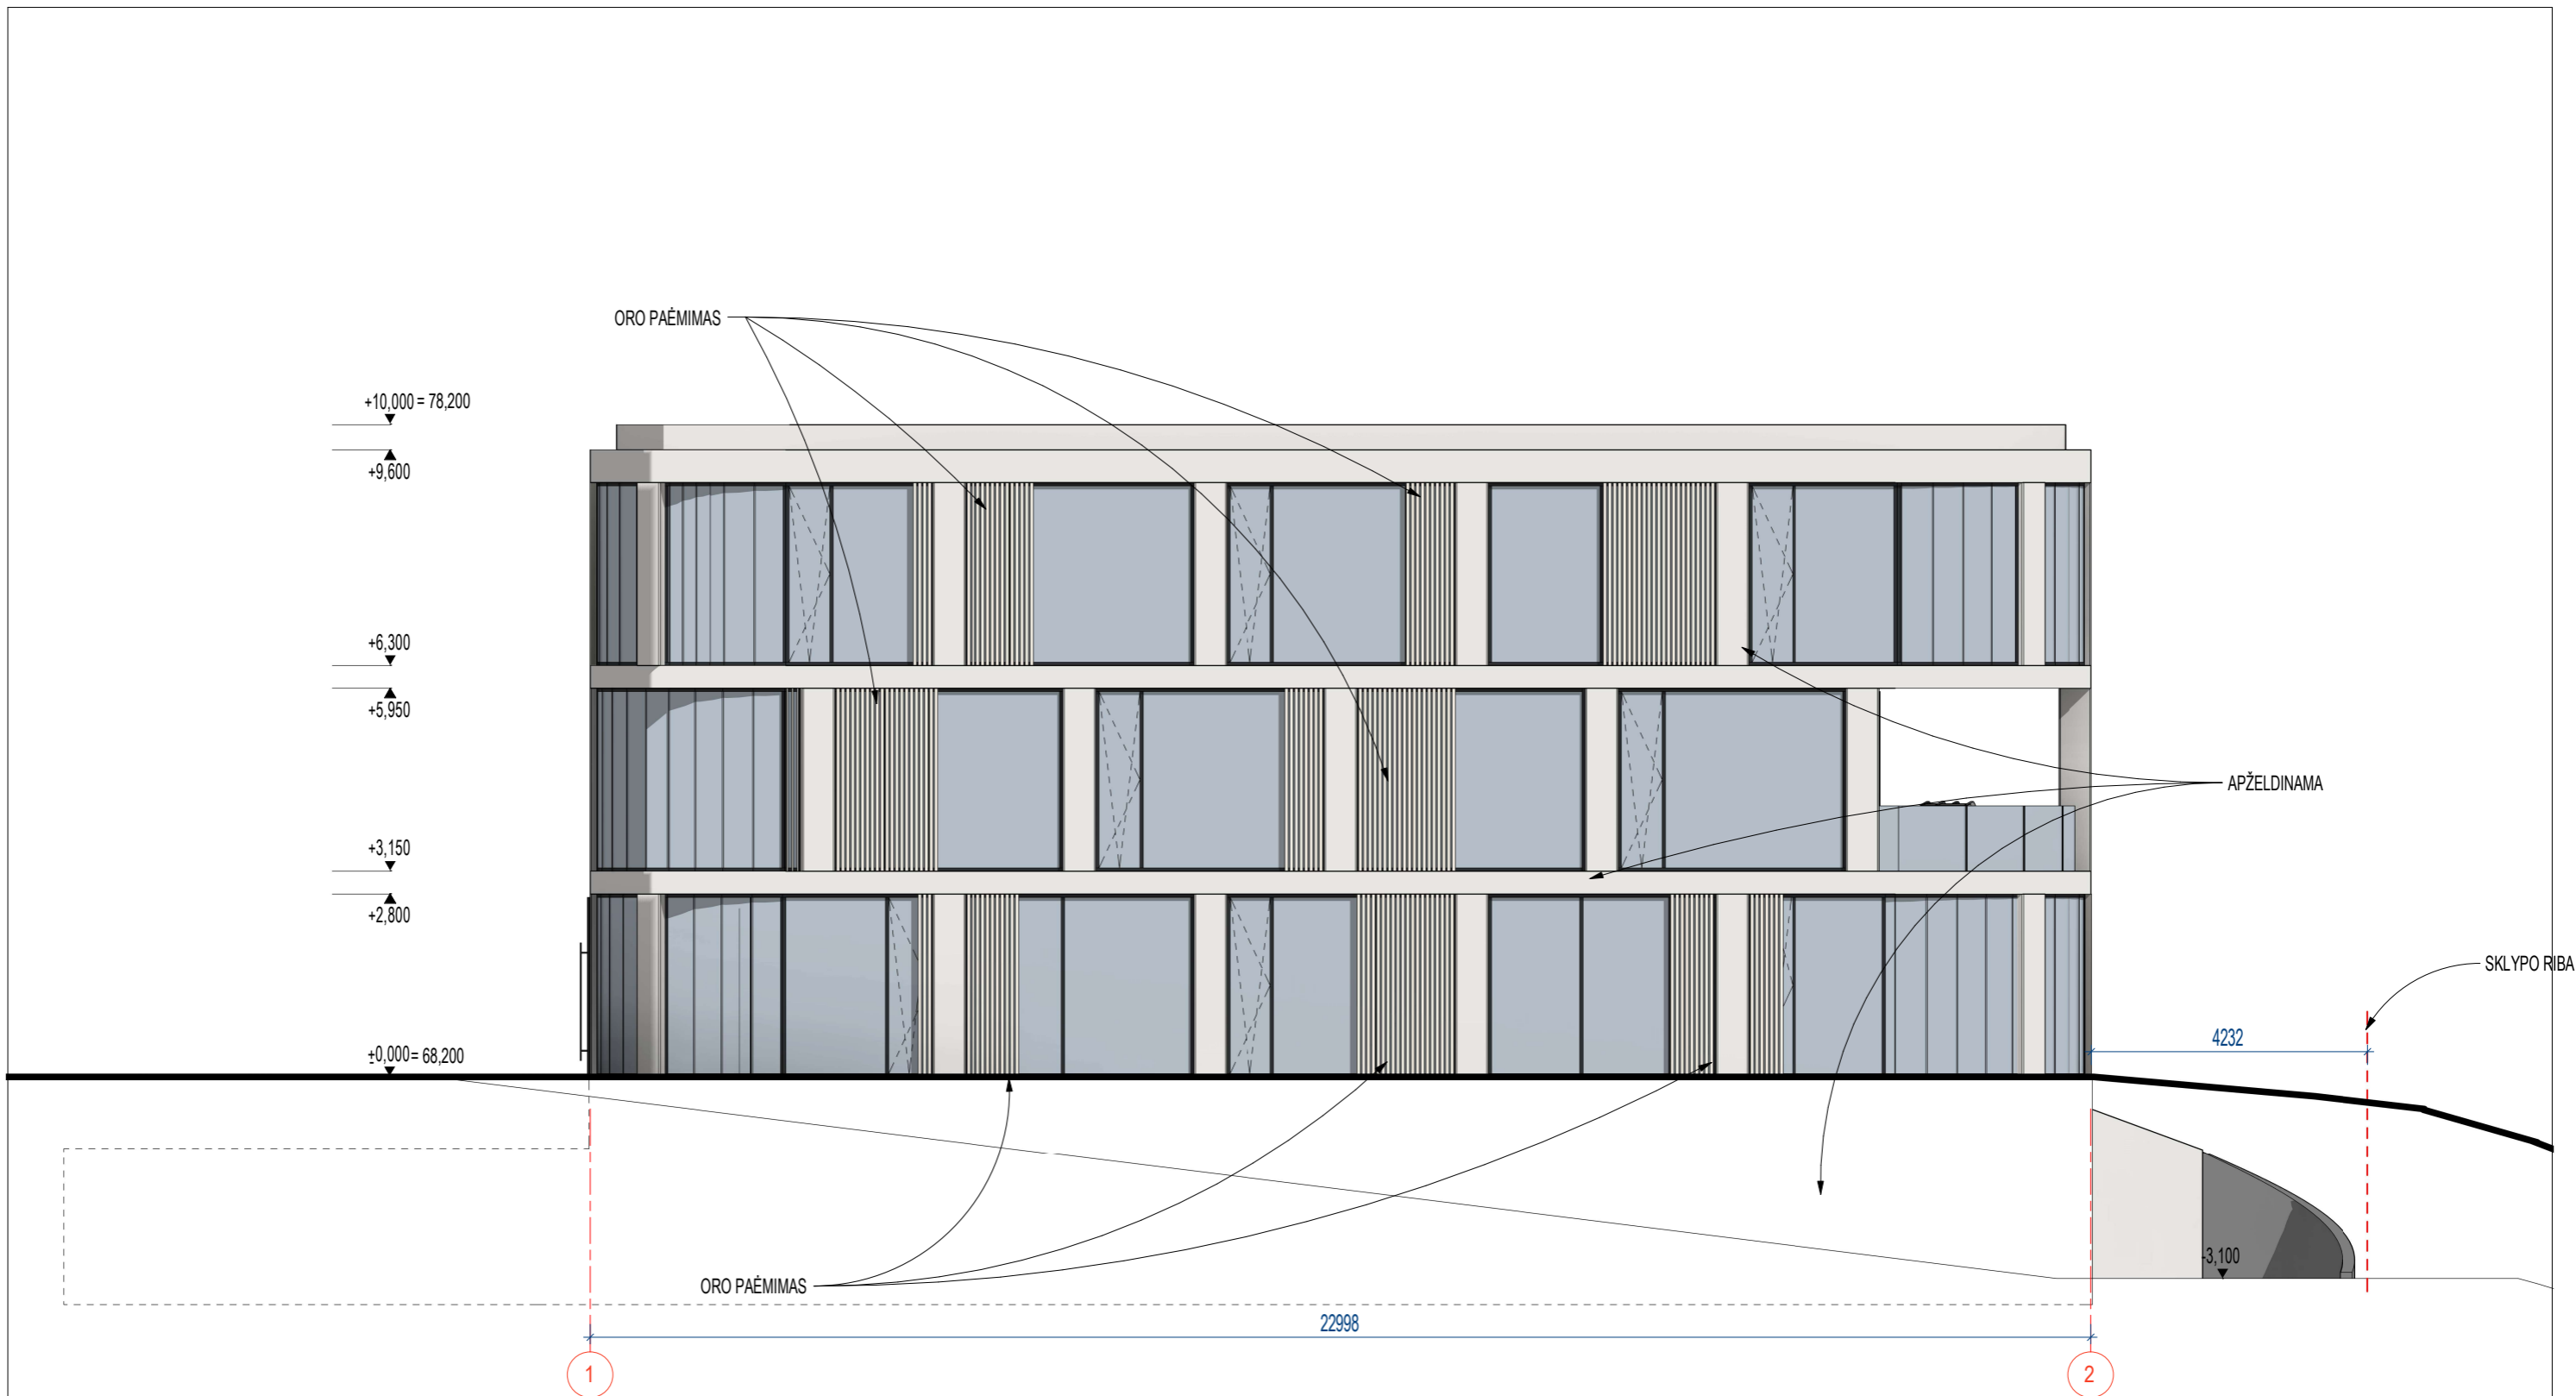 ORO PAĖMIMAS
+10,000 = 78,200
+9,600
+6,300
+5,950
APŽELDINAMA
+3,150
+2,800
SKLYPO RIBA
4232
±0,000 = 68,200
-3,100
ORO PAĖMIMAS
22998
1
2